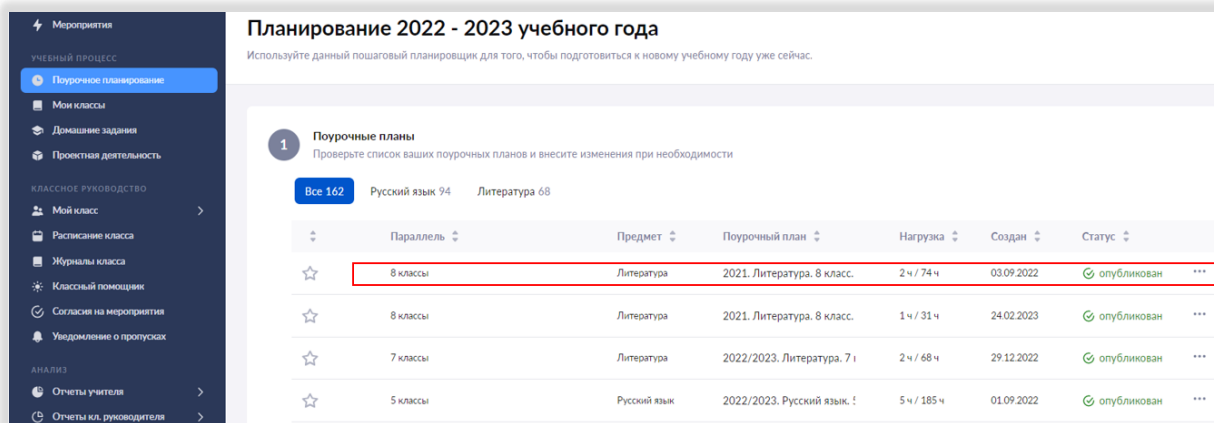 Мероприятия
УЧЕБНЫЙ ПРОЦЕСС
Поурочное планирование
Мои классы
Домашние задания
Проектная деятельность
КЛАССНОЕ РУКОВОДСТВО
Мой класс
Расписание класса
Журналы класса
Классный помощник
Согласия на мероприятия
Уведомление о пропусках
АНАЛИЗ
Отчеты учителя
Отчеты кл. руководителя
Планирование 2022 - 2023 учебного года
Используйте данный пошаговый планировщик для того, чтобы подготовиться к новому учебному году уже сейчас.
1 Поурочные планы
Проверьте список ваших поурочных планов и внесите изменения при необходимости
Все 162 Русский язык 94 Литература 68
Параллель Предмет Поурочный план Нагрузка Создан Статус
8 классы Литература 2021. Литература. 8 класс. 2 ч / 74 ч 03.09.2022 опубликован
8 классы Литература 2021. Литература. 8 класс. 1 ч / 31 ч 24.02.2023 опубликован
7 классы Литература 2022/2023. Литература. 7 2 ч / 68 ч 29.12.2022 опубликован
5 классы Русский язык 2022/2023. Русский язык. 5 ч / 185 ч 01.09.2022 опубликован